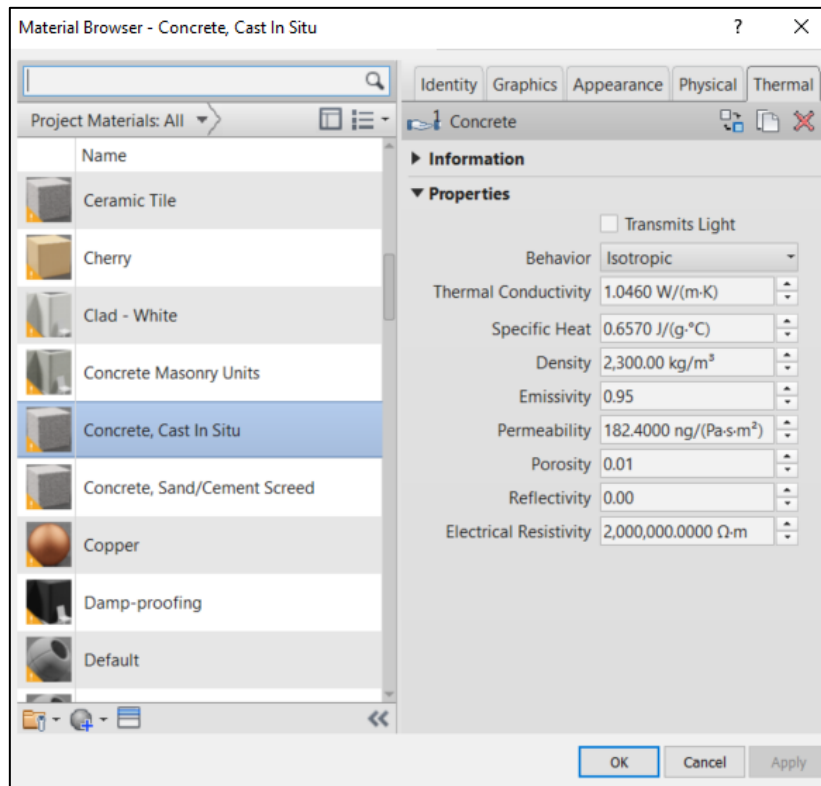 Material Browser - Concrete, Cast In Situ
?
Project Materials: All
Name
Ceramic Tile
Cherry
Clad - White
Concrete Masonry Units
Concrete, Cast In Situ
Concrete, Sand/Cement Screed
Copper
Damp-proofing
Default
Identity Graphics Appearance Physical Thermal
1 Concrete
Information
Properties
Transmits Light
Behavior Isotropic
Thermal Conductivity 1.0460 W/(m·K)
Specific Heat 0.6570 J/(g·°C)
Density 2,300.00 kg/m³
Emissivity 0.95
Permeability 182.4000 ng/(Pa·s·m²)
Porosity 0.01
Reflectivity 0.00
Electrical Resistivity 2,000,000.0000 Ω·m
OK Cancel Apply